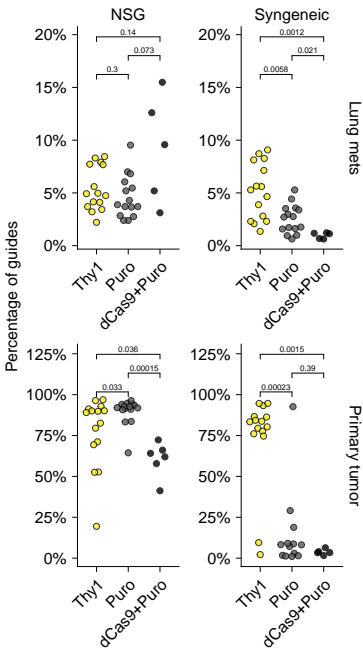 NSG
Syngeneic
Percentage of guides
20%
15%
10%
5%
0%
0.14
0.073
0.3
Thy1
Puro
dCas9+Puro
20%
15%
10%
5%
0%
0.0012
0.021
0.0058
Thy1
Puro
dCas9+Puro
Lung mets
125%
100%
75%
50%
25%
0%
0.036
0.00015
0.033
Thy1
Puro
dCas9+Puro
125%
100%
75%
50%
25%
0%
0.0015
0.39
0.00023
Thy1
Puro
dCas9+Puro
Primary tumor